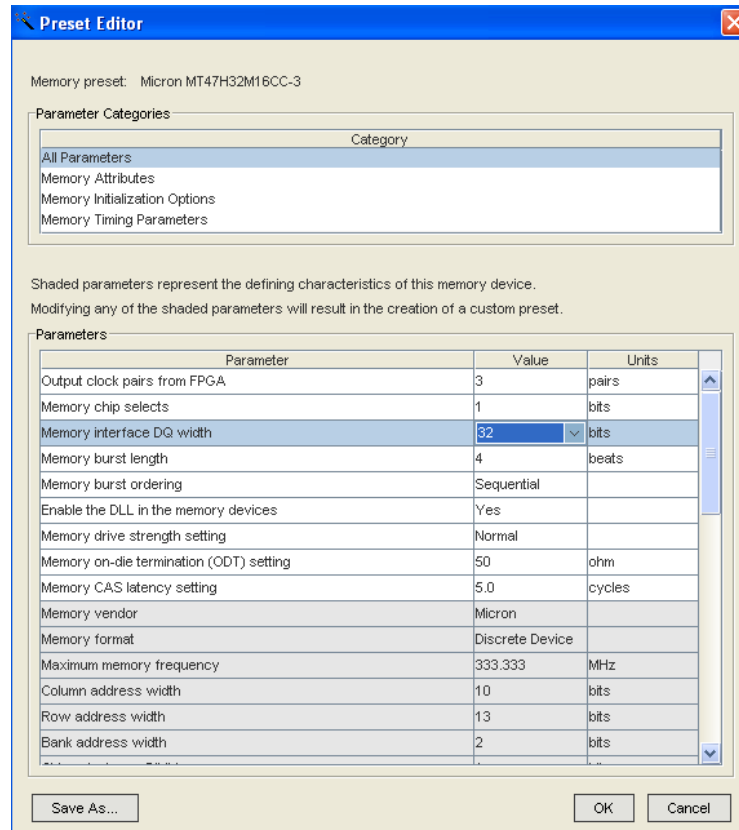 Preset Editor
Memory preset: Micron MT47H32M16CC-3
Parameter Categories
Category
All Parameters
Memory Attributes
Memory Initialization Options
Memory Timing Parameters
Shaded parameters represent the defining characteristics of this memory device.
Modifying any of the shaded parameters will result in the creation of a custom preset.
Parameters
Parameter Value Units
Output clock pairs from FPGA 3 pairs
Memory chip selects 1 bits
Memory interface DQ width 32 bits
Memory burst length 4 beats
Memory burst ordering Sequential
Enable the DLL in the memory devices Yes
Memory drive strength setting Normal
Memory on-die termination (ODT) setting 50 ohm
Memory CAS latency setting 5.0 cycles
Memory vendor Micron
Memory format Discrete Device
Maximum memory frequency 333.333 MHz
Column address width 10 bits
Row address width 13 bits
Bank address width 2 bits
Save As... OK Cancel